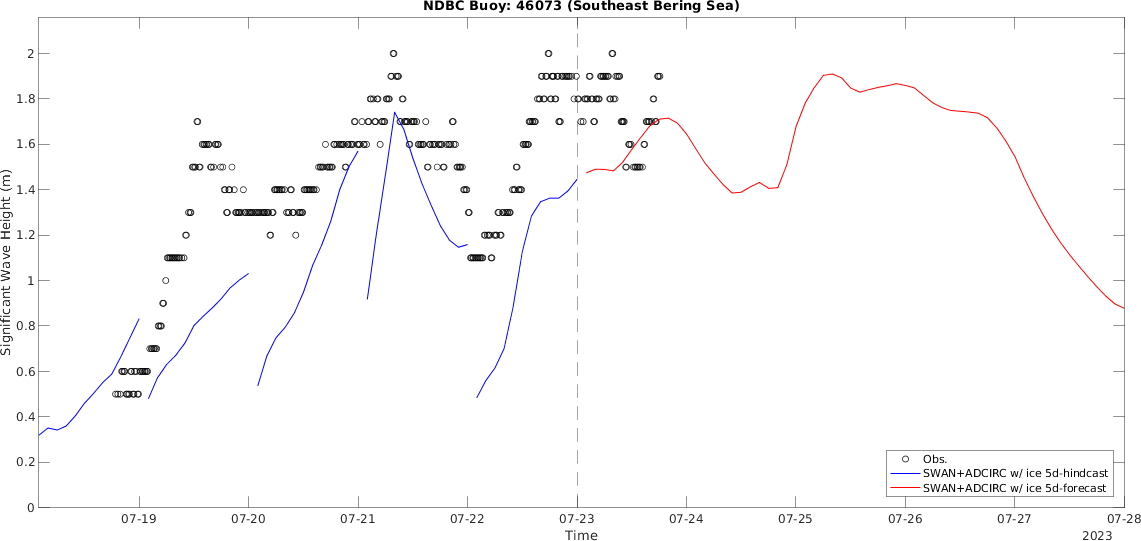 NDBC Buoy: 46073 (Southeast Bering Sea)
Significant Wave Height (m)
2
1.8
1.6
1.4
1.2
1
0.8
0.6
0.4
0.2
0
Obs.
SWAN+ADCIRC w/ ice 5d-hindcast
SWAN+ADCIRC w/ ice 5d-forecast
07-19 07-20 07-21 07-22 07-23 07-24 07-25 07-26 07-27 07-28
Time
2023